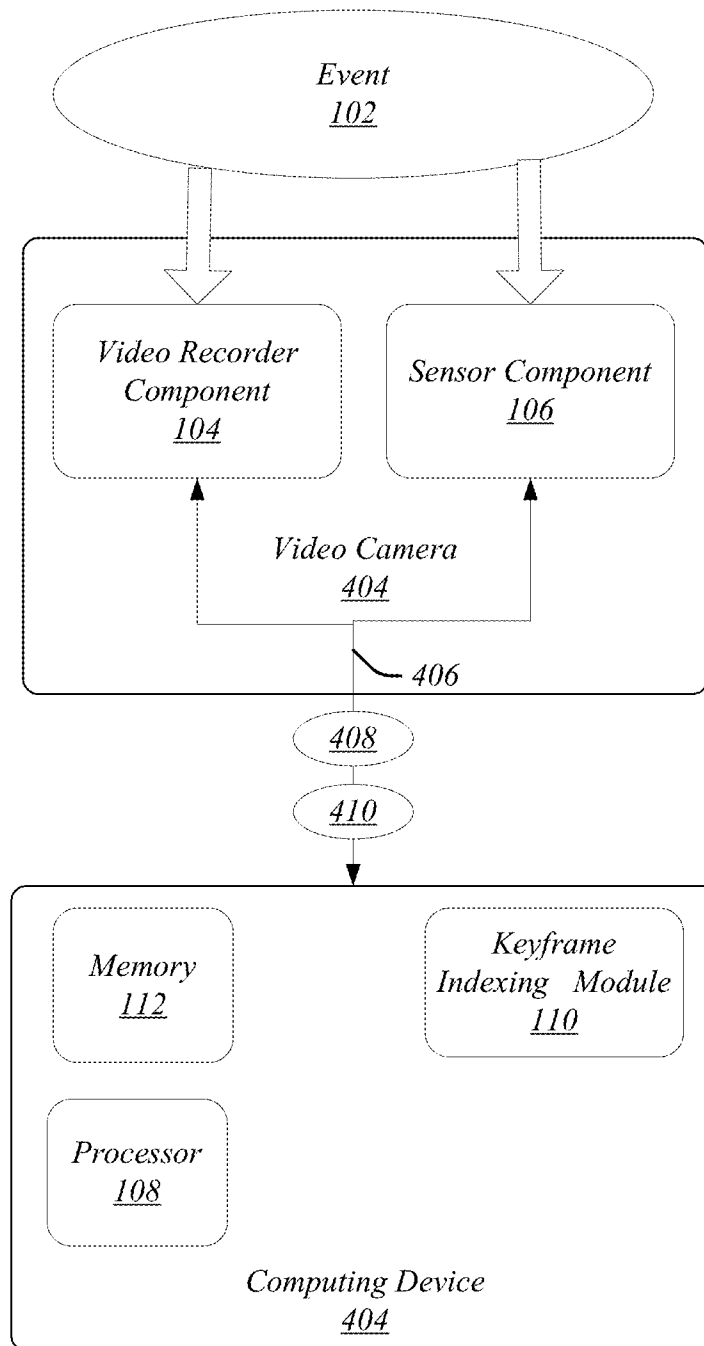 Event
102
Video Recorder
Component
104
Sensor Component
106
Video Camera
404
406
408
410
Memory
112
Keyframe
Indexing Module
110
Processor
108
Computing Device
404